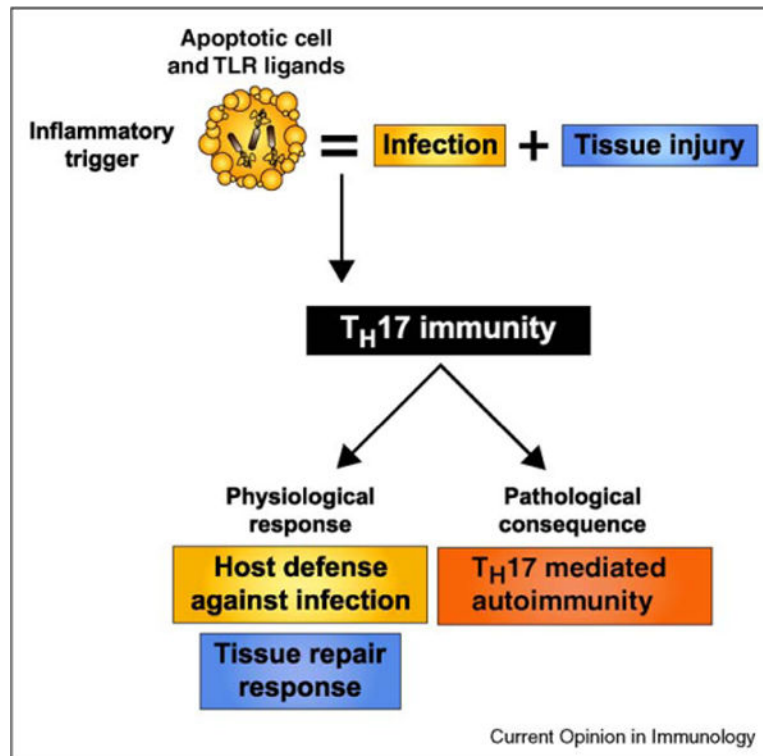 Apoptotic cell
and TLR ligands
Inflammatory
trigger
= Infection + Tissue injury
TH17 immunity
Physiological
response
Host defense
against infection
Tissue repair
response
Pathological
consequence
TH17 mediated
autoimmunity
Current Opinion in Immunology